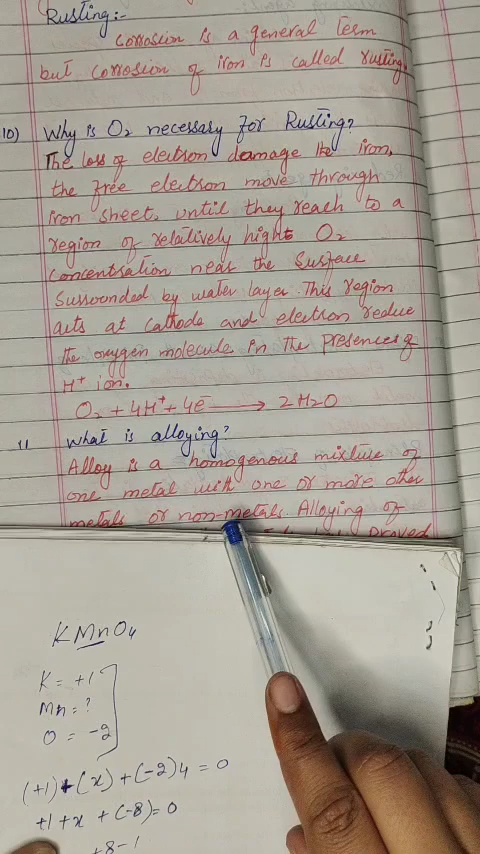 Rusting:-
Corrosion is a general term
but corrosion of iron is called rusting.
10) Why is O2 necessary for Rusting?
The loss of electron damage the iron,
the free electron move through
iron sheet, until they reach to a
region of relatively hight O2
concentration near the surface
surrounded by water layer. This region
acts at cathode and electron reduce
the oxygen molecule in the presences of
H+ ion.
O2 + 4H+ + 4e- → 2H2O
11 What is alloying?
Alloy is a homogenous mixture of
one metal with one or more other
metals or non-metals. Alloying of
proved
KMnO4
K = +1
Mn = ?
O = -2
(+1) + (x) + (-2)4 = 0
+1 + x + (-8) = 0
+8 - 1